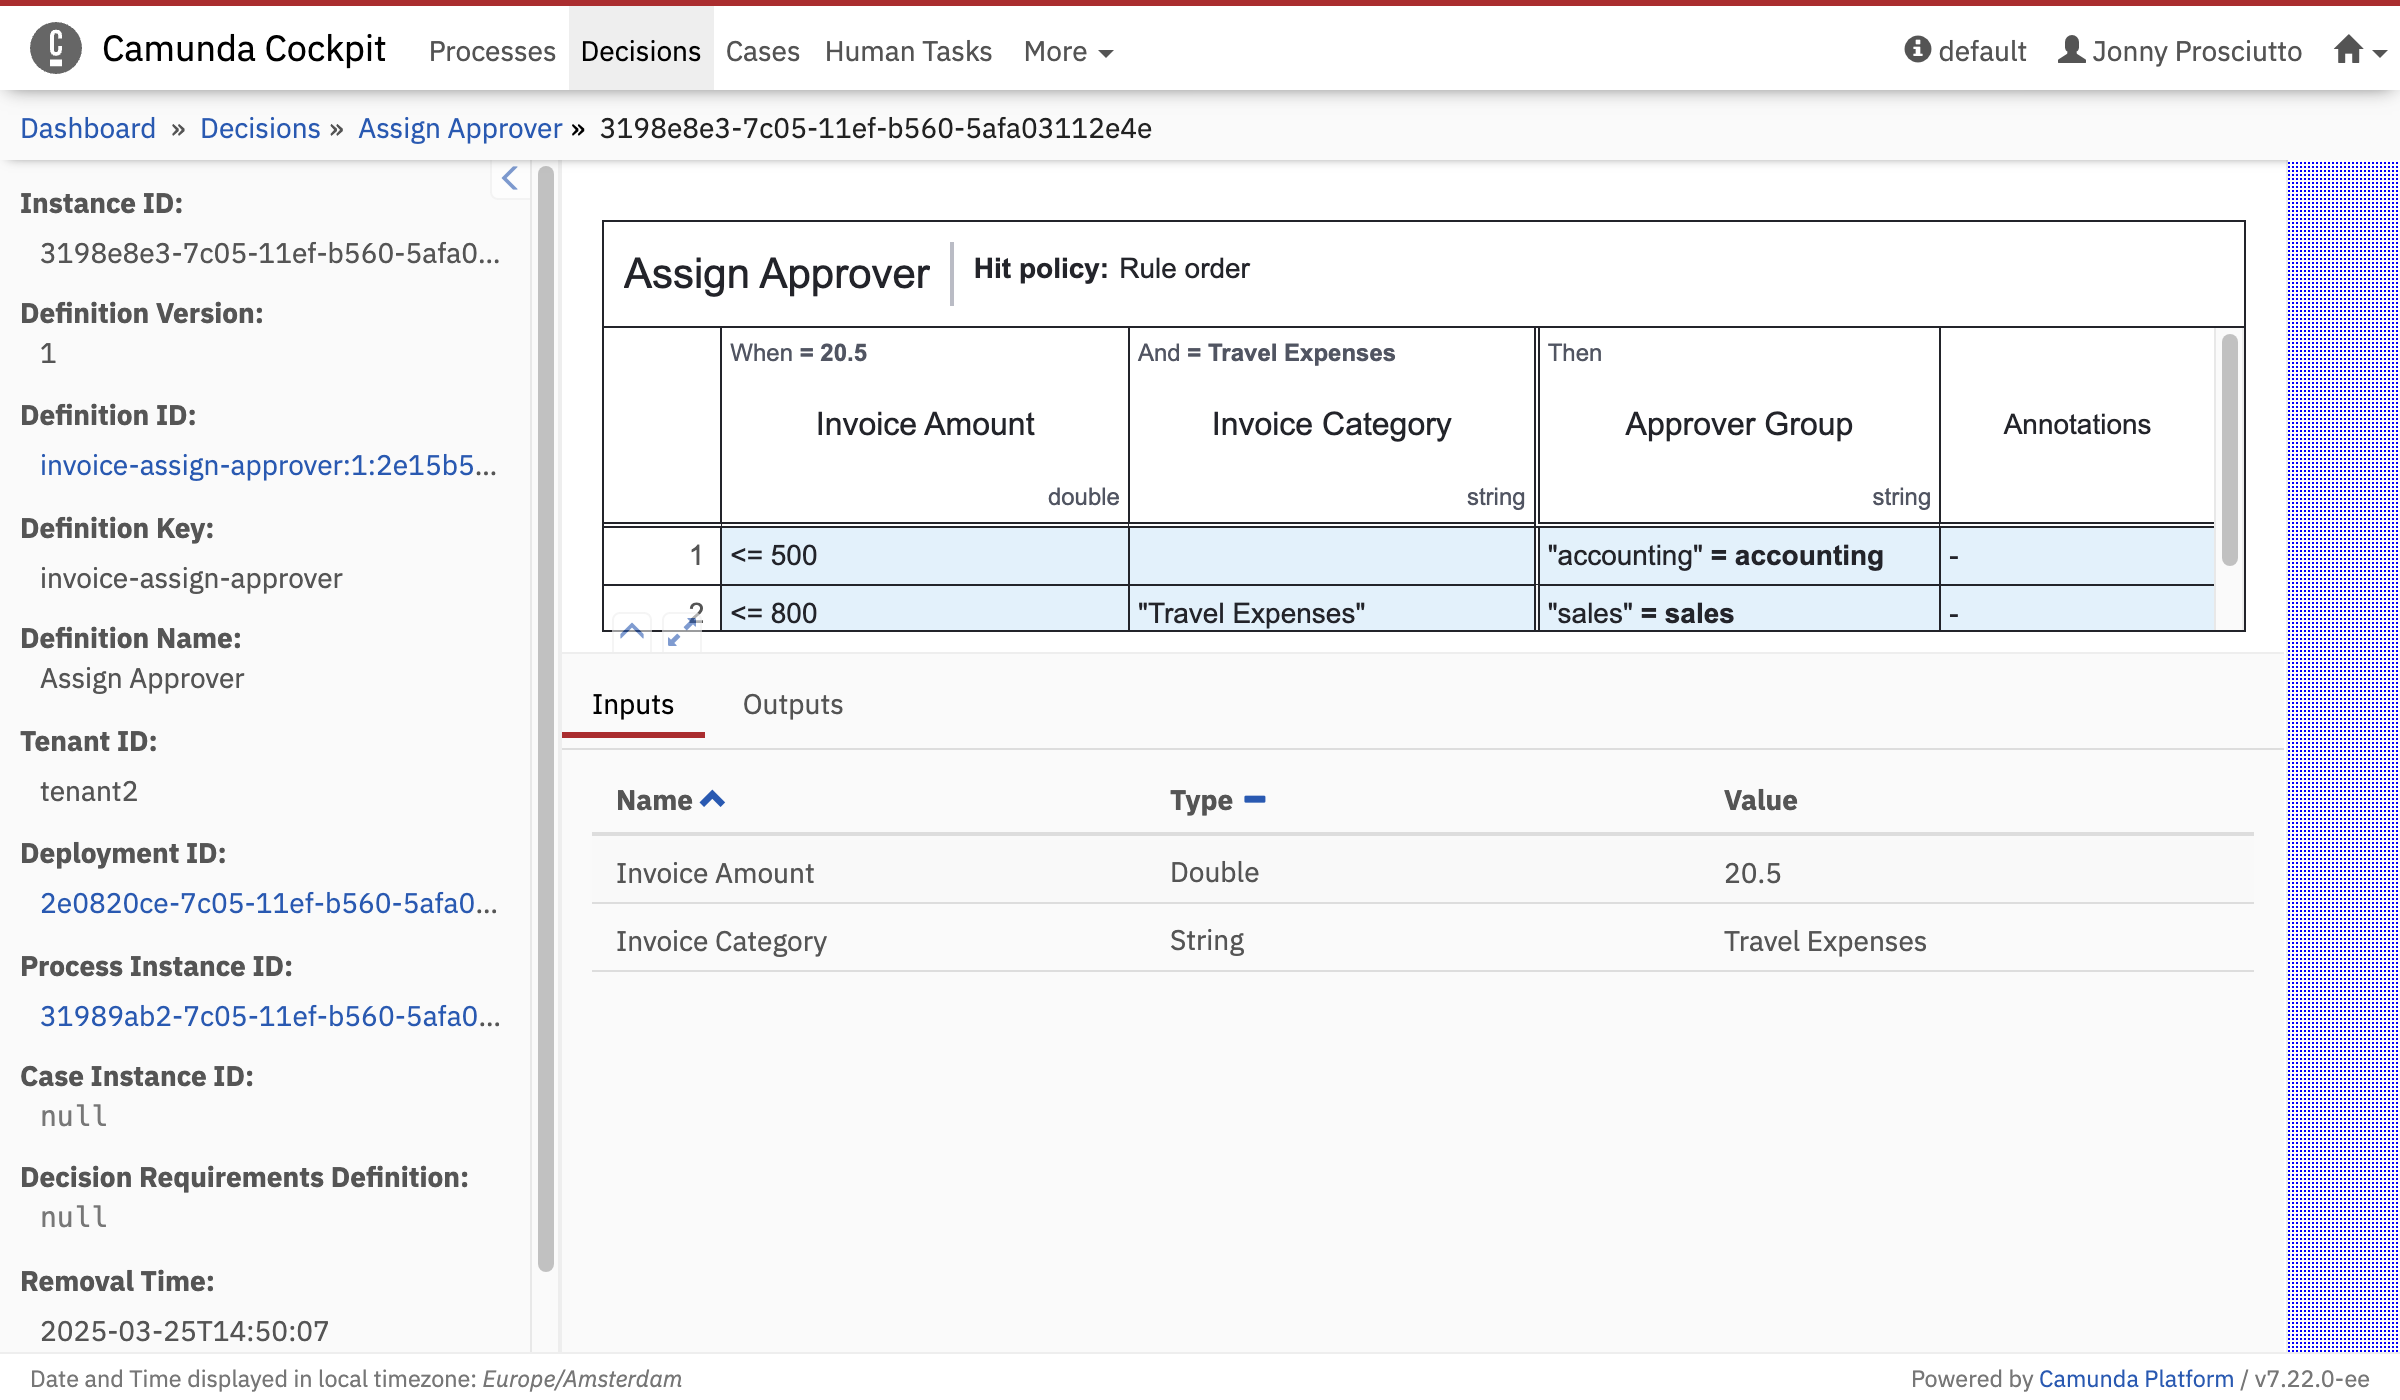 Camunda Cockpit Processes Decisions Cases Human Tasks More default Jonny Prosciutto
Dashboard » Decisions » Assign Approver » 3198e8e3-7c05-11ef-b560-5afa03112e4e
Instance ID:
3198e8e3-7c05-11ef-b560-5afa0...
Definition Version:
1
Definition ID:
invoice-assign-approver:1:2e15b5...
Definition Key:
invoice-assign-approver
Definition Name:
Assign Approver
Tenant ID:
tenant2
Deployment ID:
2e0820ce-7c05-11ef-b560-5afa0...
Process Instance ID:
31989ab2-7c05-11ef-b560-5afa0...
Case Instance ID:
null
Decision Requirements Definition:
null
Removal Time:
2025-03-25T14:50:07
Assign Approver Hit policy: Rule order
When = 20.5 And = Travel Expenses Then
Invoice Amount Invoice Category Approver Group Annotations
double string string
1 <= 500 "accounting" = accounting -
2 <= 800 "Travel Expenses" "sales" = sales -
Inputs Outputs
Name Type Value
Invoice Amount Double 20.5
Invoice Category String Travel Expenses
Date and Time displayed in local timezone: Europe/Amsterdam Powered by Camunda Platform / v7.22.0-ee